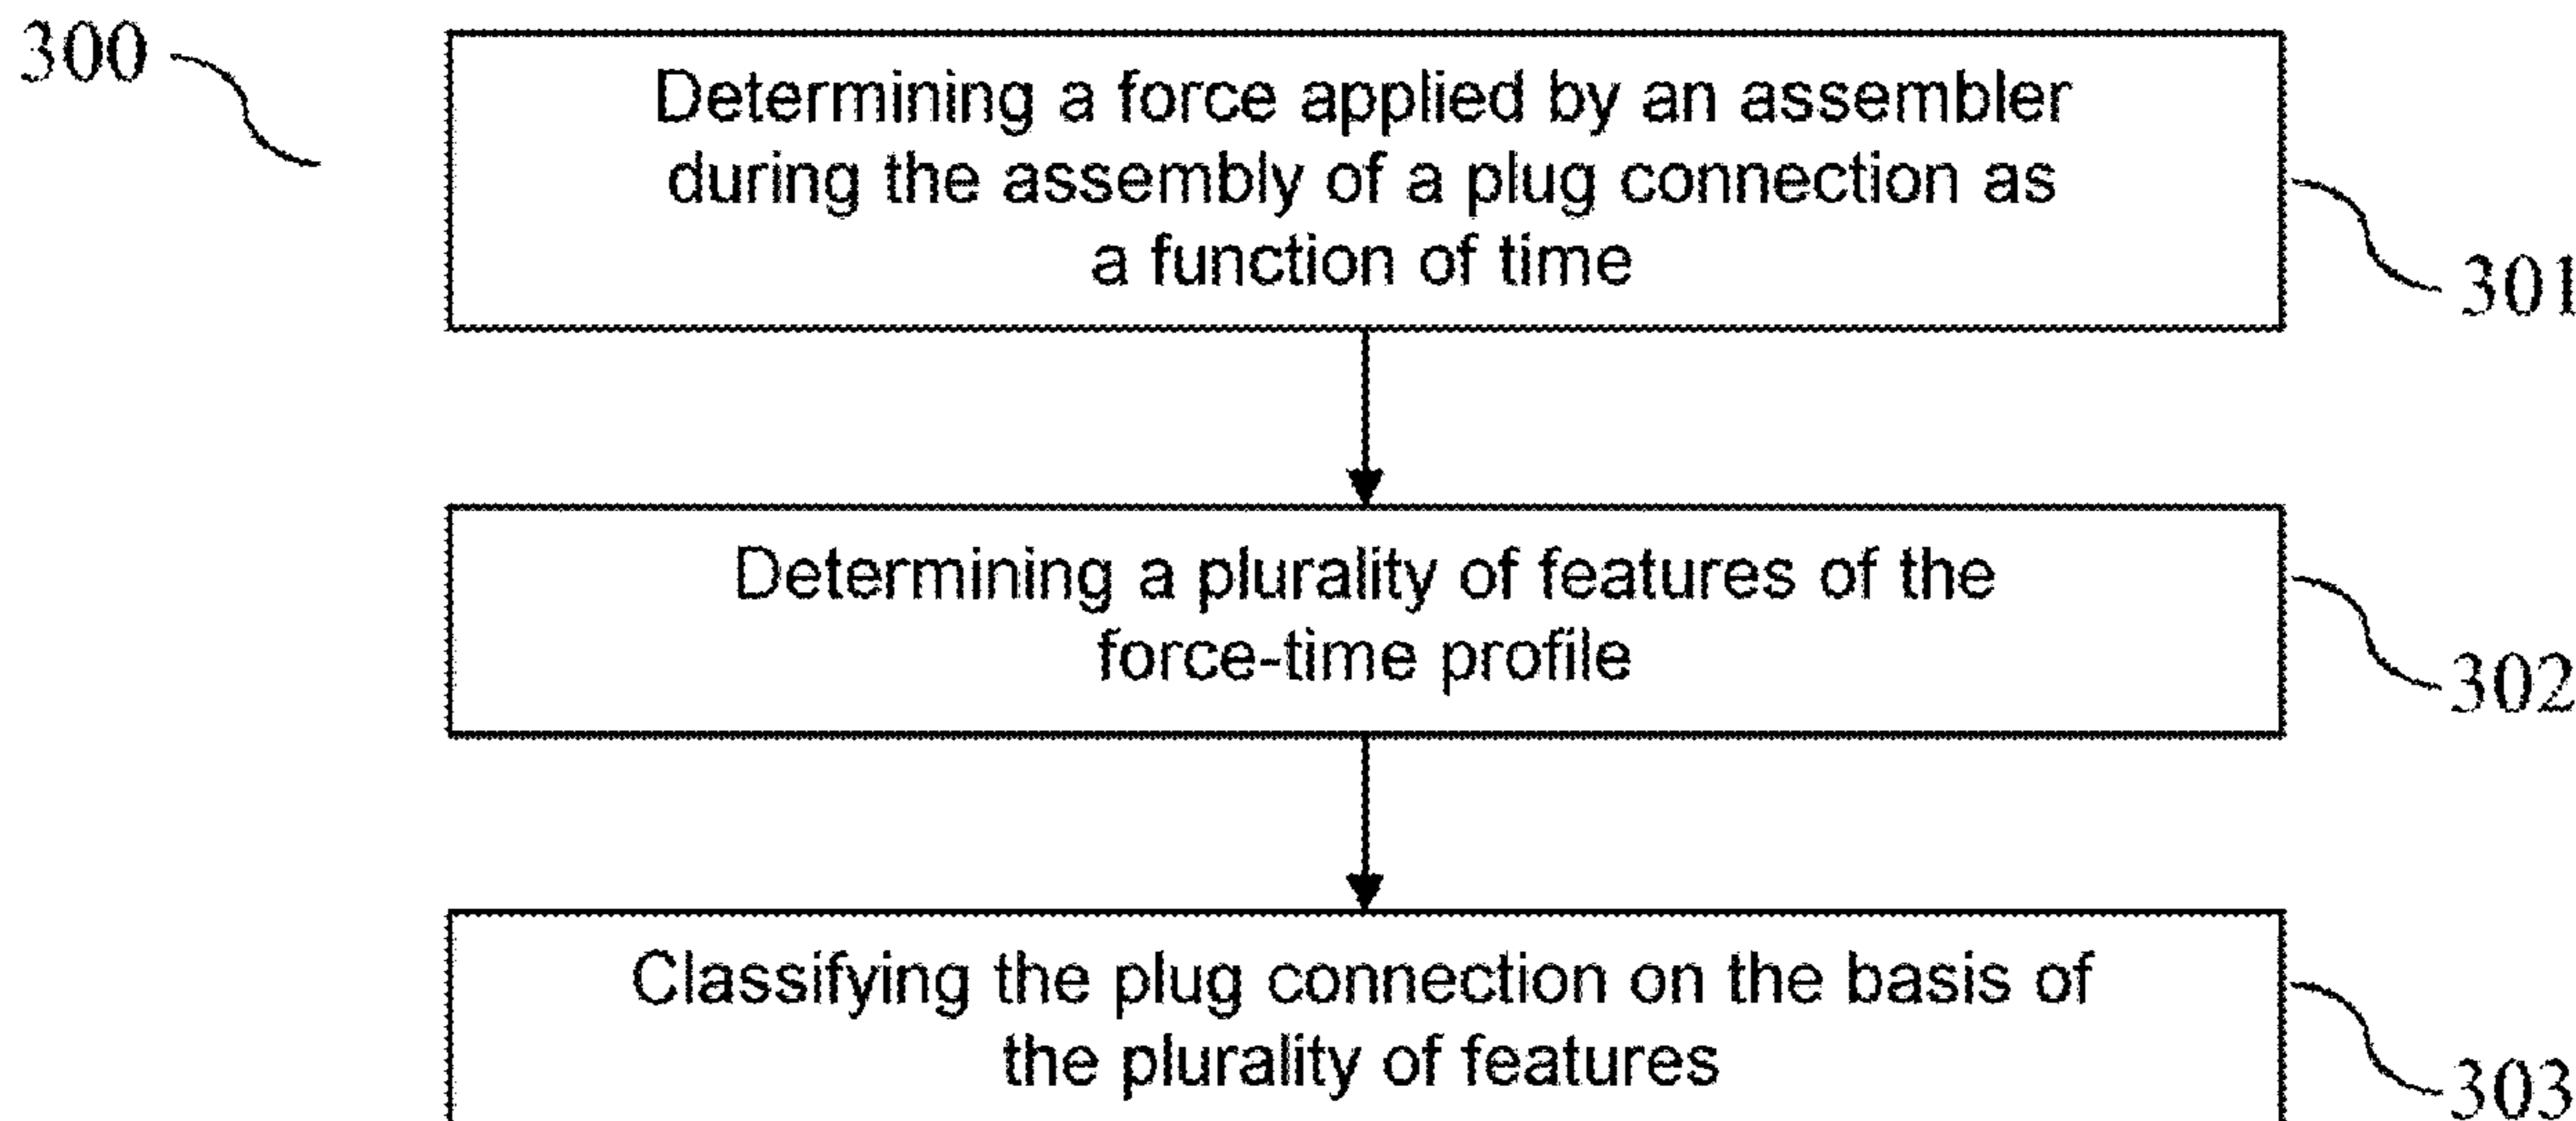 300
Determining a force applied by an assembler
during the assembly of a plug connection as
a function of time
301
Determining a plurality of features of the
force-time profile
302
Classifying the plug connection on the basis of
the plurality of features
303